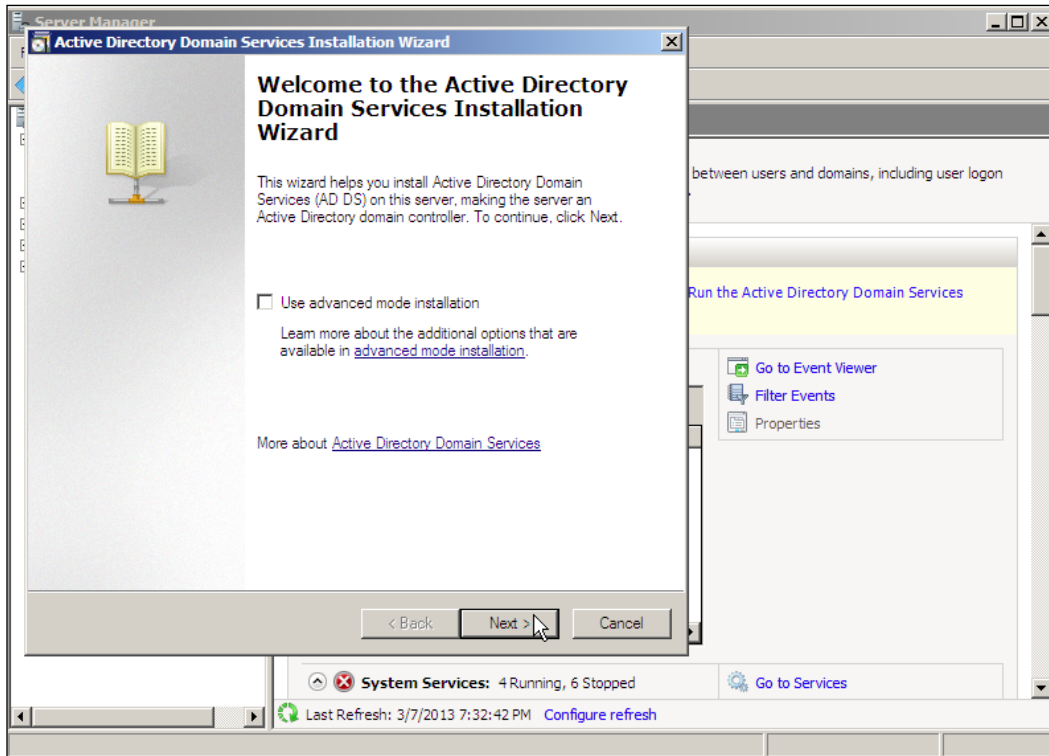 Server Manager
Active Directory Domain Services Installation Wizard
Welcome to the Active Directory
Domain Services Installation
Wizard
This wizard helps you install Active Directory Domain
Services (AD DS) on this server, making the server an
Active Directory domain controller. To continue, click Next.
Use advanced mode installation
Learn more about the additional options that are
available in advanced mode installation.
More about Active Directory Domain Services
< Back
Next >
Cancel
between users and domains, including user logon
Run the Active Directory Domain Services
Go to Event Viewer
Filter Events
Properties
System Services: 4 Running, 6 Stopped
Go to Services
Last Refresh: 3/7/2013 7:32:42 PM Configure refresh